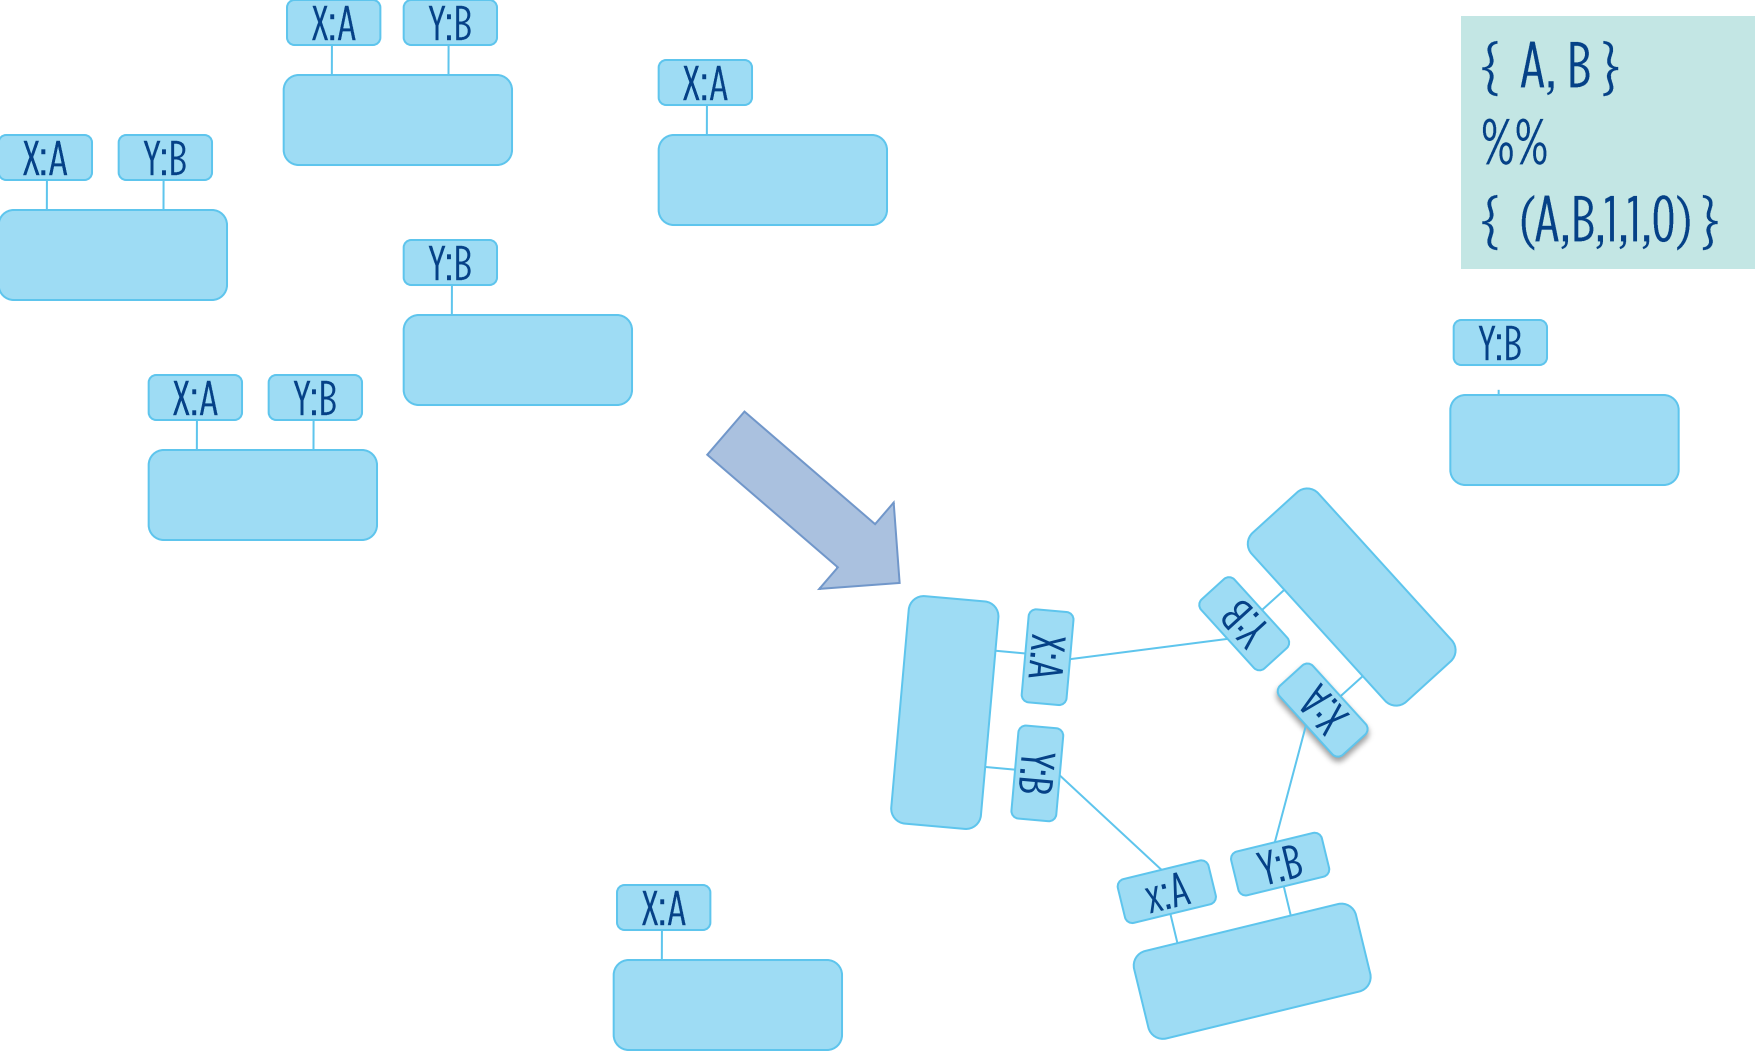 X:A Y:B
X:A
X:A Y:B
Y:B
X:A Y:B
{ A, B }
%%
{ (A,B,1,1,0) }
Y:B
Y:B
X:A
X:A
Y:B
x:A Y:B
X:A